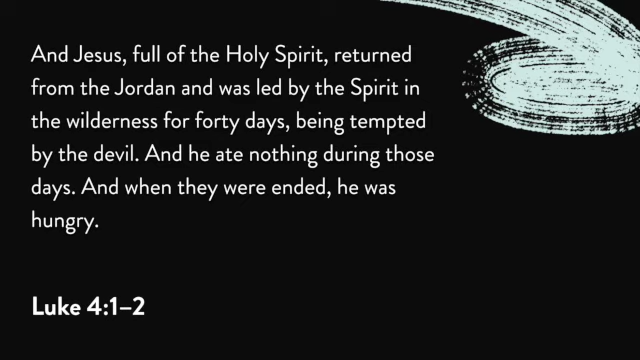 And Jesus, full of the Holy Spirit, returned
from the Jordan and was led by the Spirit in
the wilderness for forty days, being tempted
by the devil. And he ate nothing during those
days. And when they were ended, he was
hungry.
Luke 4:1–2